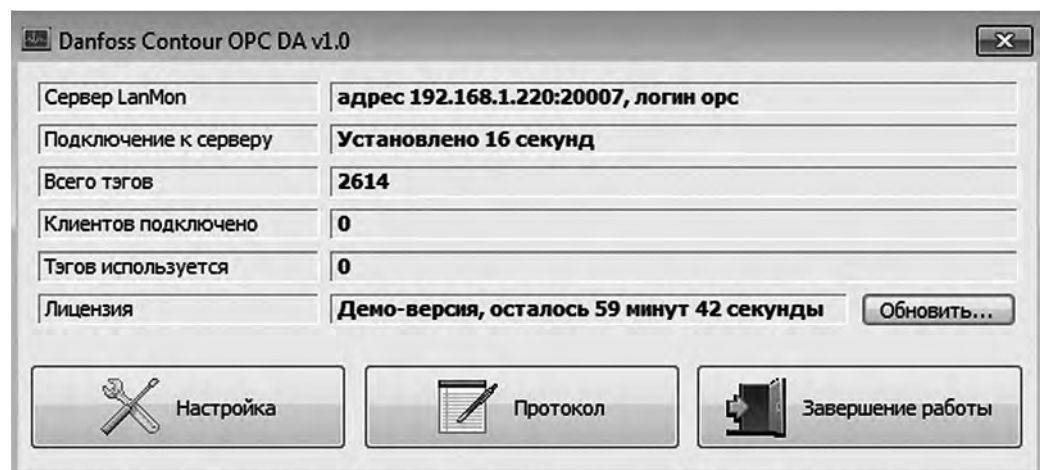 Danfoss Contour OPC DA v1.0
Сервер LanMon адрес 192.168.1.220:20007, логин opc
Подключение к серверу Установлено 16 секунд
Всего тэгов 2614
Клиентов подключено 0
Тэгов используется 0
Лицензия Демо-версия, осталось 59 минут 42 секунды Обновить...
Настройка Протокол Завершение работы